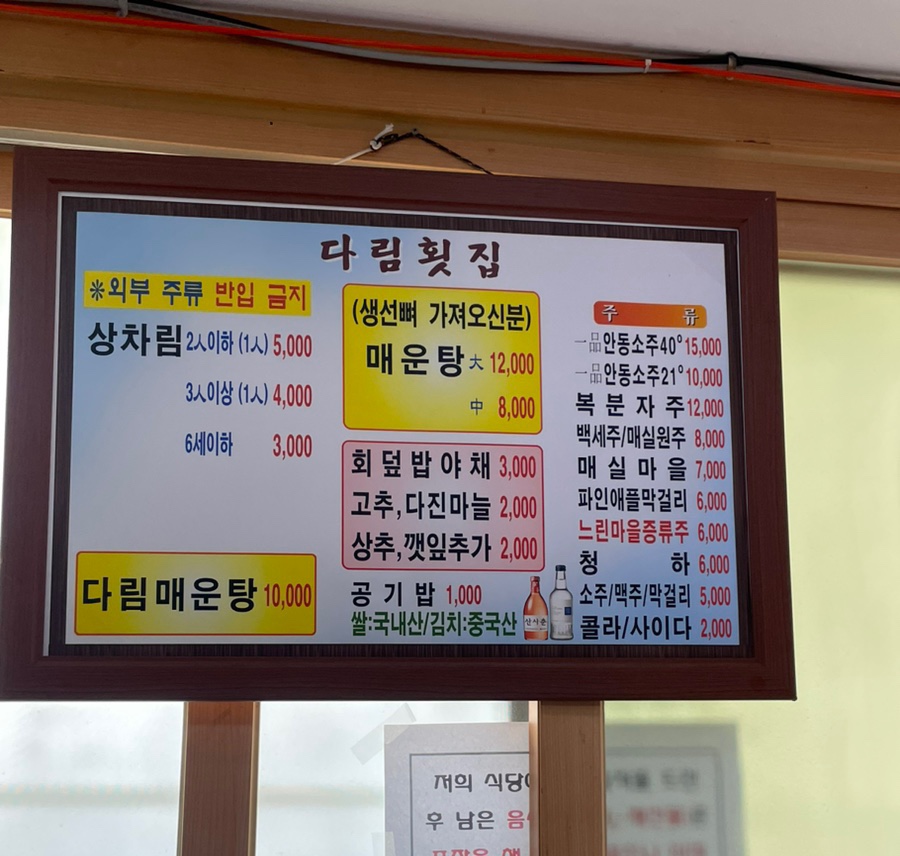 다림횟집
※외부 주류 반입 금지
상차림 2人이하 (1人) 5,000
3人이상 (1人) 4,000
6세이하 3,000
다림매운탕 10,000
(생선뼈 가져오신분)
매운탕 大 12,000
中 8,000
회덮밥야채 3,000
고추,다진마늘 2,000
상추,깻잎추가 2,000
공기밥 1,000
쌀:국내산/김치:중국산
산사춘
주류
一品안동소주40° 15,000
一品안동소주21° 10,000
복분자주 12,000
백세주/매실원주 8,000
매실마을 7,000
파인애플막걸리 6,000
느린마을증류주 6,000
청하 6,000
소주/맥주/막걸리 5,000
콜라/사이다 2,000
저희 식당
후 남은 음